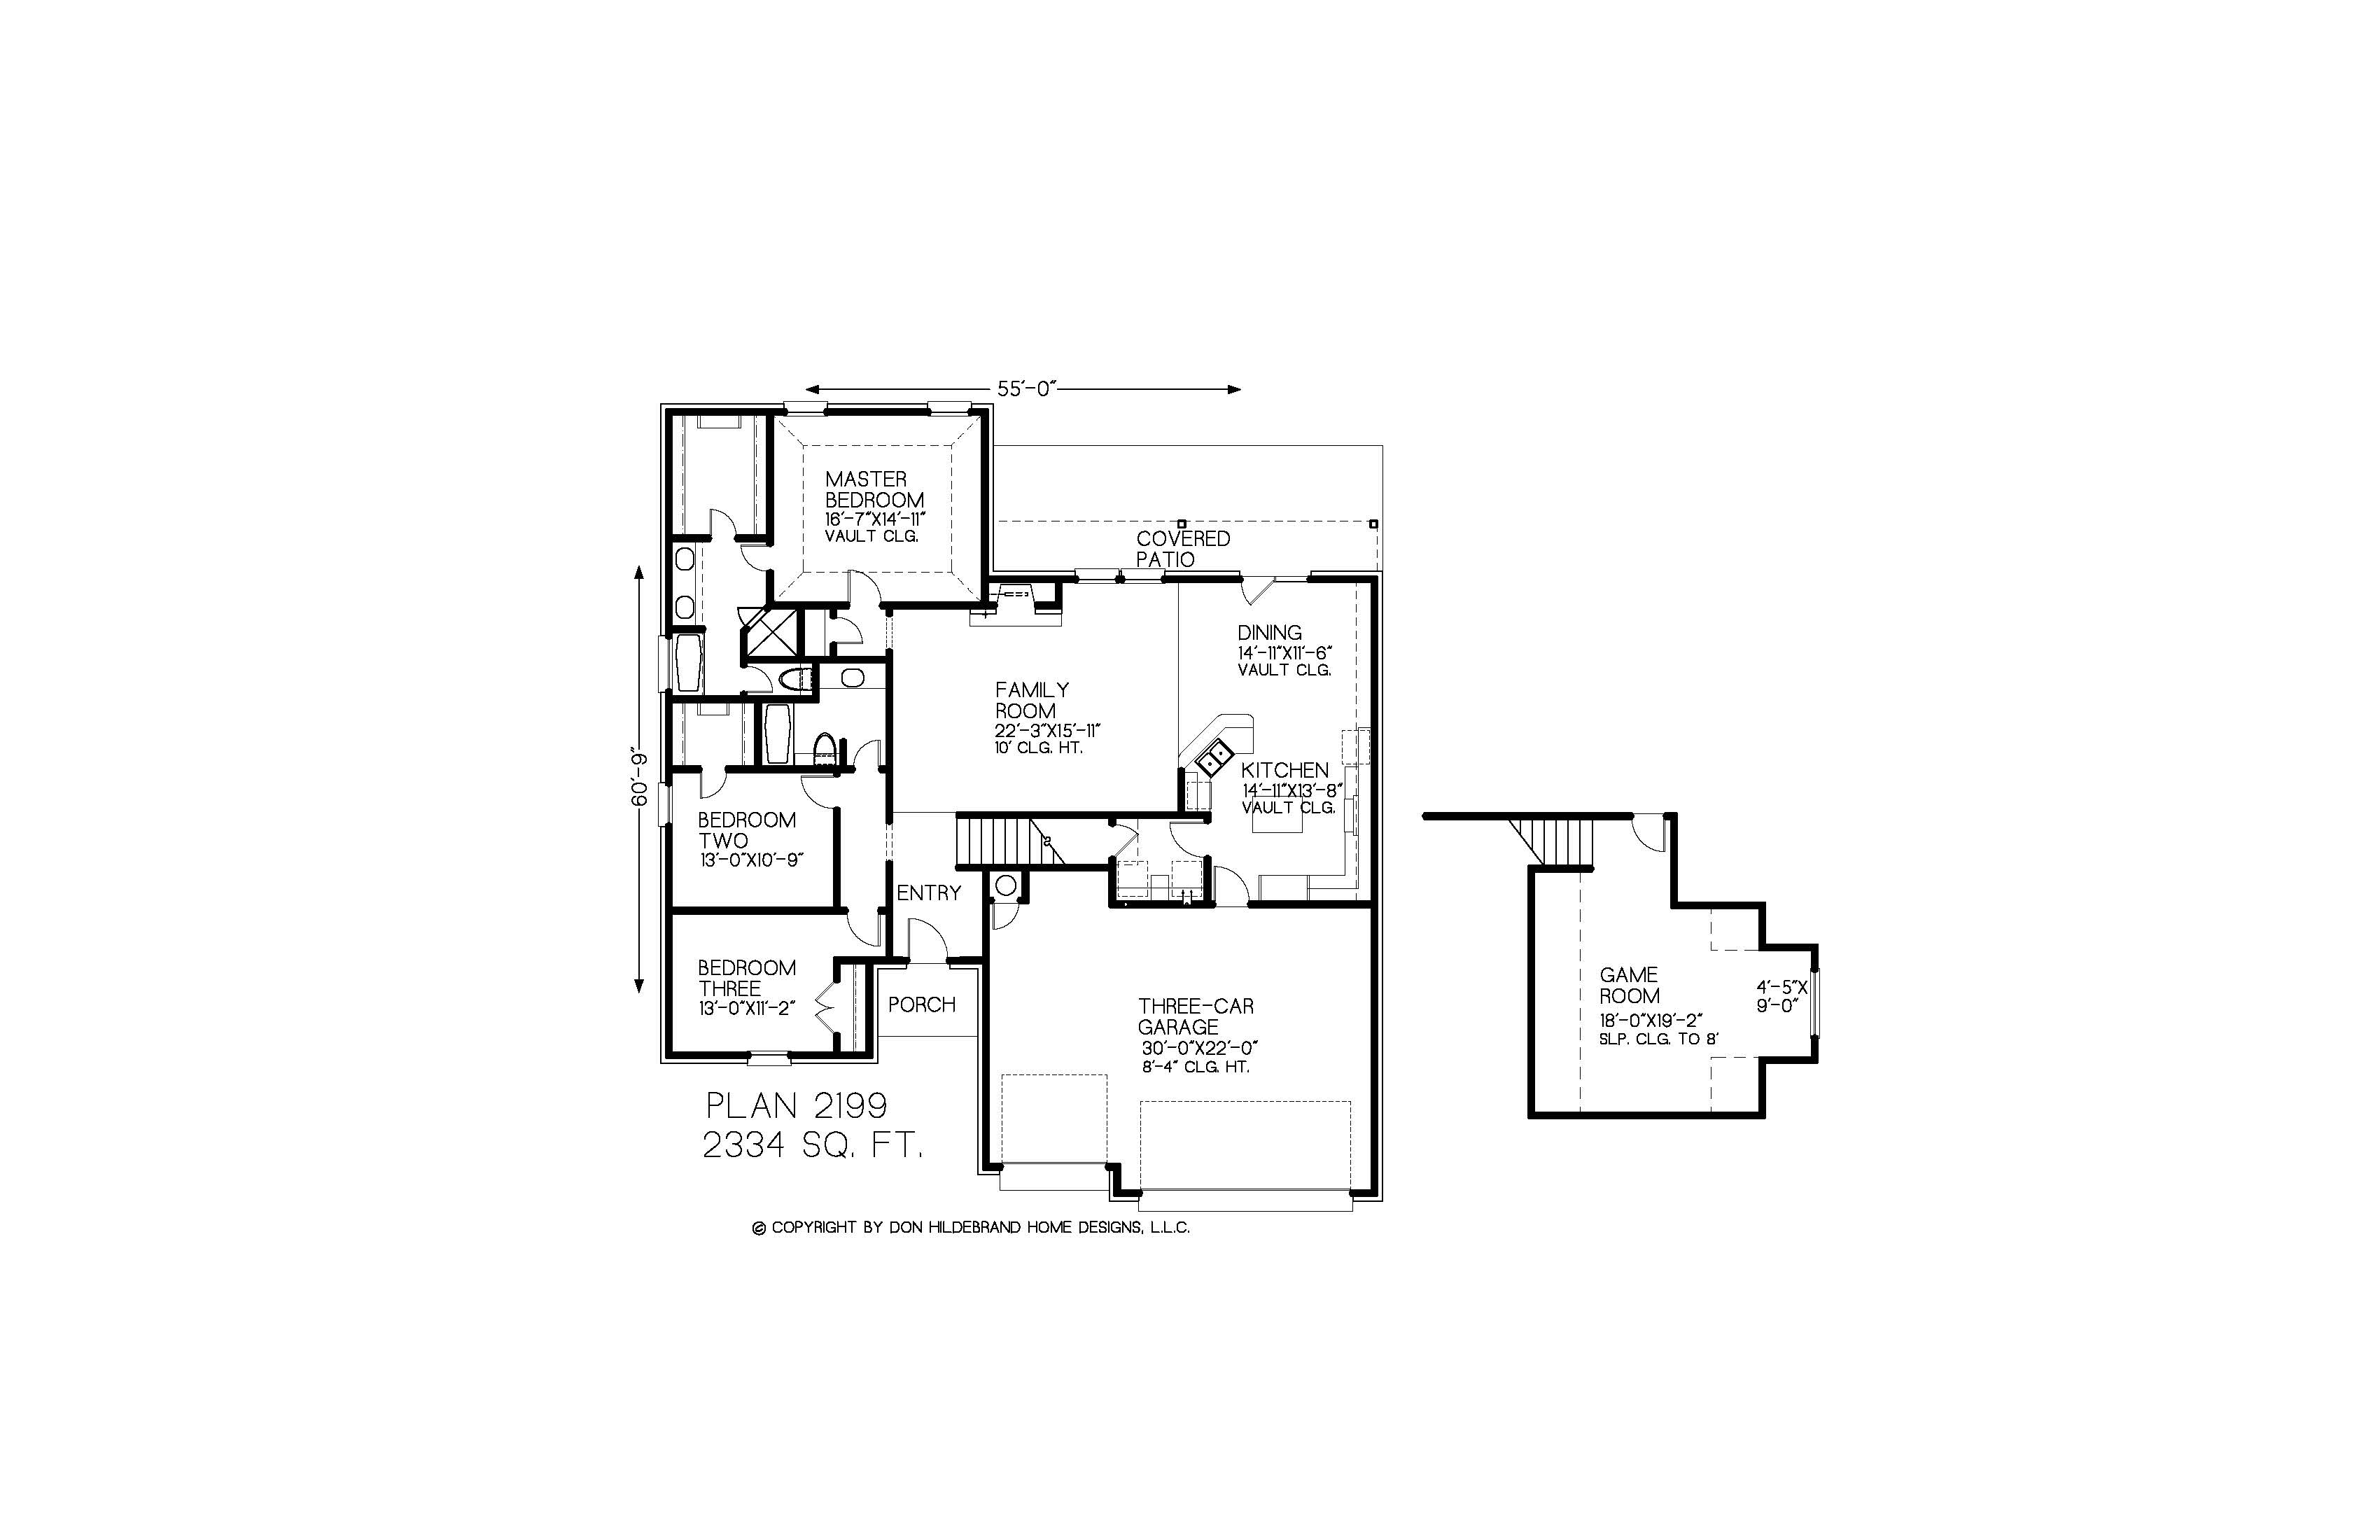 55'-0"
MASTER
BEDROOM
16'-7"X14'-11"
VAULT CLG.
COVERED
PATIO
DINING
14'-11"X11'-6"
VAULT CLG.
FAMILY
ROOM
22'-3"X15'-11"
10' CLG. HT.
60'-9"
KITCHEN
14'-11"X13'-8"
VAULT CLG.
BEDROOM
TWO
13'-0"X10'-9"
ENTRY
BEDROOM
THREE
13'-0"X11'-2"
PORCH
THREE-CAR
GARAGE
30'-0"X22'-0"
8'-4" CLG. HT.
GAME
ROOM
18'-0"X19'-2"
SLP. CLG. TO 8'
4'-5"X
9'-0"
PLAN 2199
2334 SQ. FT.
© COPYRIGHT BY DON HILDEBRAND HOME DESIGNS, L.L.C.